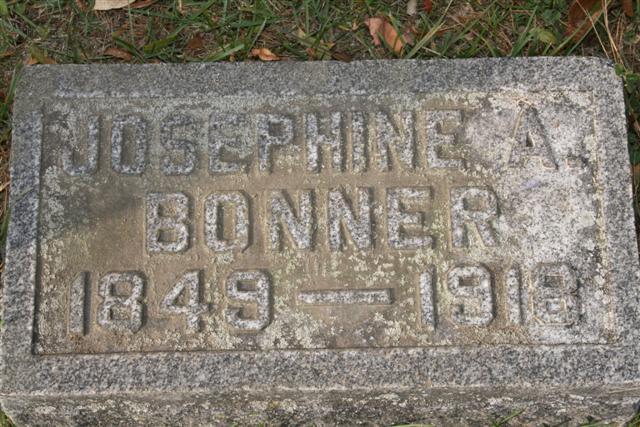 JOSEPHINE A.
BONNER
1849 — 1918